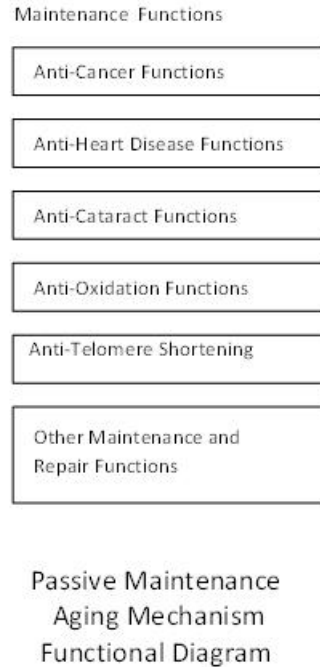 Maintenance Functions
Anti-Cancer Functions
Anti-Heart Disease Functions
Anti-Cataract Functions
Anti-Oxidation Functions
Anti-Telomere Shortening
Other Maintenance and
Repair Functions
Passive Maintenance
Aging Mechanism
Functional Diagram